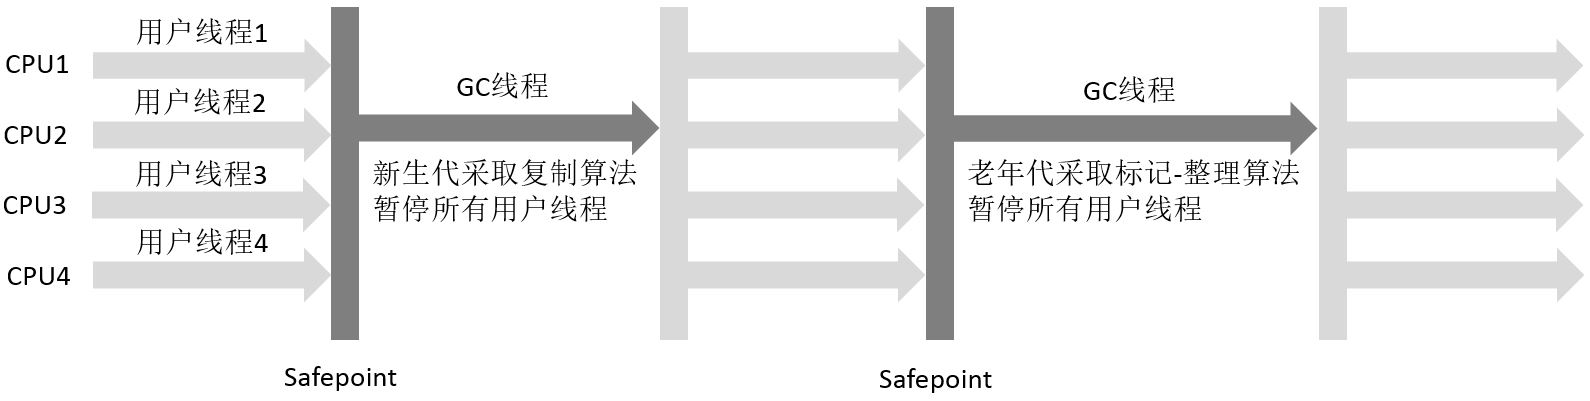 用户线程1
CPU1
用户线程2
CPU2
用户线程3
CPU3
用户线程4
CPU4
GC线程
新生代采取复制算法
暂停所有用户线程
Safepoint
GC线程
老年代采取标记-整理算法
暂停所有用户线程
Safepoint